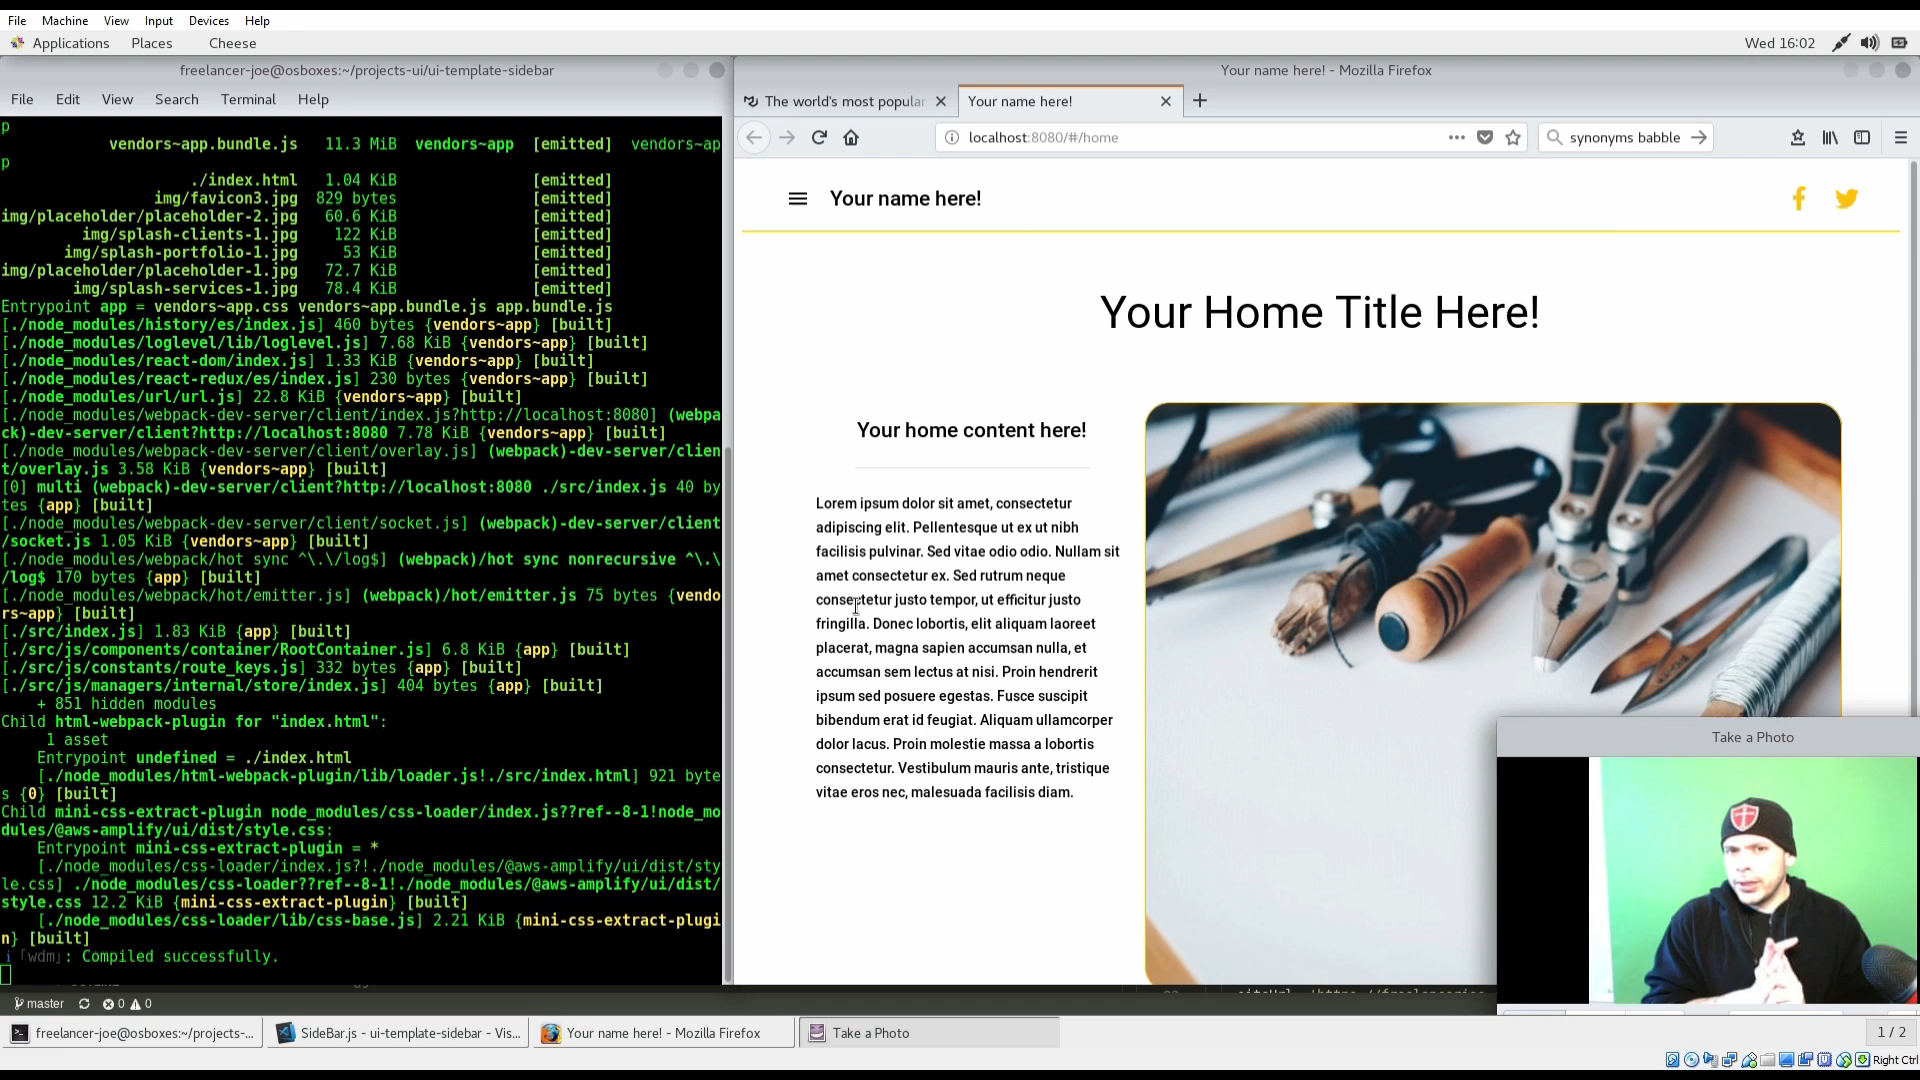 File Machine View Input Devices Help
Applications Places Cheese Wed 16:02
freelancer-joe@osboxes:~/projects-ui/ui-template-sidebar
File Edit View Search Terminal Help
p
vendors~app.bundle.js 11.3 MiB vendors~app [emitted] vendors~ap
p
./index.html 1.04 KiB [emitted]
img/favicon3.jpg 829 bytes [emitted]
img/placeholder/placeholder-2.jpg 60.6 KiB [emitted]
img/splash-clients-1.jpg 122 KiB [emitted]
img/splash-portfolio-1.jpg 53 KiB [emitted]
img/placeholder/placeholder-1.jpg 72.7 KiB [emitted]
img/splash-services-1.jpg 78.4 KiB [emitted]
Entrypoint app = vendors~app.css vendors~app.bundle.js app.bundle.js
[./node_modules/history/es/index.js] 460 bytes {vendors~app} [built]
[./node_modules/loglevel/lib/loglevel.js] 7.68 KiB {vendors~app} [built]
[./node_modules/react-dom/index.js] 1.33 KiB {vendors~app} [built]
[./node_modules/react-redux/es/index.js] 230 bytes {vendors~app} [built]
[./node_modules/url/url.js] 22.8 KiB {vendors~app} [built]
[./node_modules/webpack-dev-server/client/index.js?http://localhost:8080] (webpa
ck)-dev-server/client?http://localhost:8080 7.78 KiB {vendors~app} [built]
[./node_modules/webpack-dev-server/client/overlay.js] (webpack)-dev-server/clien
t/overlay.js 3.58 KiB {vendors~app} [built]
[0] multi (webpack)-dev-server/client?http://localhost:8080 ./src/index.js 40 by
tes {app} [built]
[./node_modules/webpack-dev-server/client/socket.js] (webpack)-dev-server/client
/socket.js 1.05 KiB {vendors~app} [built]
[./node_modules/webpack/hot sync ^\.\/log$] (webpack)/hot sync nonrecursive ^\.\
/log$ 170 bytes {app} [built]
[./node_modules/webpack/hot/emitter.js] (webpack)/hot/emitter.js 75 bytes {vendo
rs~app} [built]
[./src/index.js] 1.83 KiB {app} [built]
[./src/js/components/container/RootContainer.js] 6.8 KiB {app} [built]
[./src/js/constants/route_keys.js] 332 bytes {app} [built]
[./src/js/managers/internal/store/index.js] 404 bytes {app} [built]
+ 851 hidden modules
Child html-webpack-plugin for "index.html":
1 asset
Entrypoint undefined = ./index.html
[./node_modules/html-webpack-plugin/lib/loader.js!./src/index.html] 921 byte
s {0} [built]
Child mini-css-extract-plugin node_modules/css-loader/index.js??ref--8-1!node_mo
dules/@aws-amplify/ui/dist/style.css:
Entrypoint mini-css-extract-plugin = *
[./node_modules/css-loader/index.js?!./node_modules/@aws-amplify/ui/dist/sty
le.css] ./node_modules/css-loader??ref--8-1!./node_modules/@aws-amplify/ui/dist/
style.css 12.2 KiB {mini-css-extract-plugin} [built]
[./node_modules/css-loader/lib/css-base.js] 2.21 KiB {mini-css-extract-plugi
n} [built]
i ｢wdm｣: Compiled successfully.
master 0 0
Your name here! - Mozilla Firefox
The world's most popular Your name here!
localhost:8080/#/home synonyms babble
Your name here!
Your Home Title Here!
Your home content here!
Lorem ipsum dolor sit amet, consectetur
adipiscing elit. Pellentesque ut ex ut nibh
facilisis pulvinar. Sed vitae odio odio. Nullam sit
amet consectetur ex. Sed rutrum neque
consectetur justo tempor, ut efficitur justo
fringilla. Donec lobortis, elit aliquam laoreet
placerat, magna sapien accumsan nulla, et
accumsan sem lectus at nisi. Proin hendrerit
ipsum sed posuere egestas. Fusce suscipit
bibendum erat id feugiat. Aliquam ullamcorper
dolor lacus. Proin molestie massa a lobortis
consectetur. Vestibulum mauris ante, tristique
vitae eros nec, malesuada facilisis diam.
Take a Photo
freelancer-joe@osboxes:~/projects-... SideBar.js - ui-template-sidebar - Vis... Your name here! - Mozilla Firefox Take a Photo 1 / 2
Right Ctrl